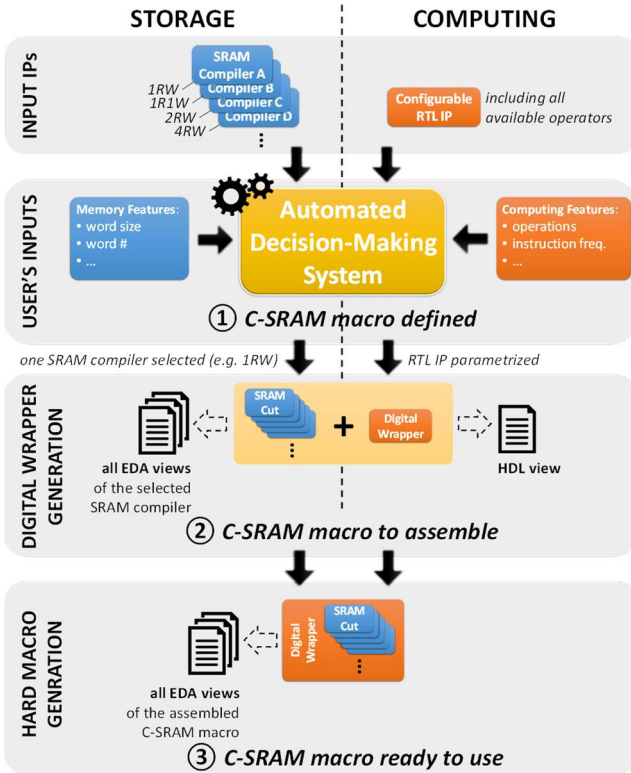 STORAGE
COMPUTING
INPUT IPs
SRAM
Compiler A
Compiler B
Compiler C
Compiler D
1RW
1R1W
2RW
4RW
Configurable
RTL IP
including all
available operators
USER'S INPUTS
Memory Features:
• word size
• word #
• ...
Automated
Decision-Making
System
Computing Features:
• operations
• instruction freq.
• ...
1 C-SRAM macro defined
one SRAM compiler selected (e.g. 1RW)
RTL IP parametrized
DIGITAL WRAPPER
GENERATION
SRAM
Cut
+
Digital
Wrapper
all EDA views
of the selected
SRAM compiler
HDL view
2 C-SRAM macro to assemble
HARD MACRO
GENRATION
Digital
Wrapper
SRAM
Cut
all EDA views
of the assembled
C-SRAM macro
3 C-SRAM macro ready to use